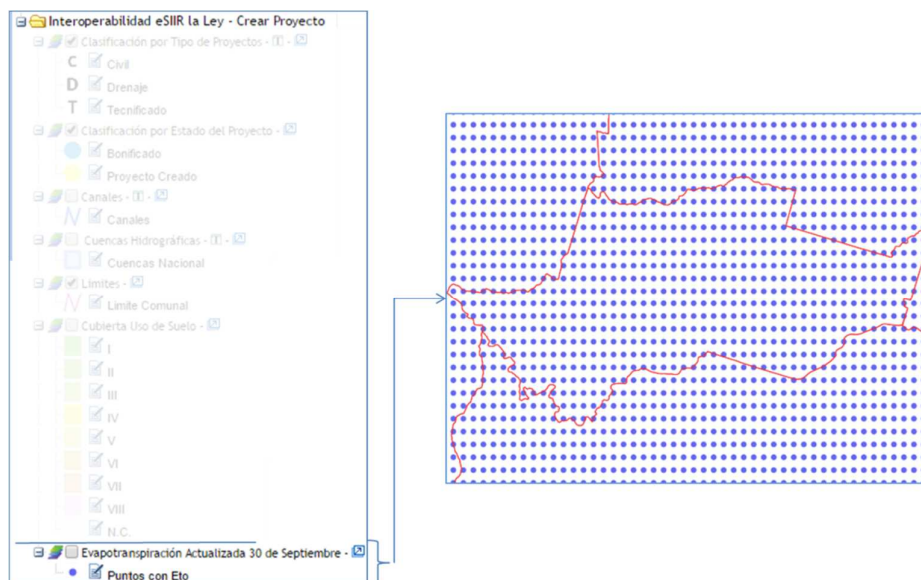 Interoperabilidad eSIIR la Ley - Crear Proyecto
Clasificación por Tipo de Proyectos - I -
C Civil
D Drenaje
T Tecnificado
Clasificación por Estado del Proyecto -
Bonificado
Proyecto Creado
Canales - I -
Canales
Cuencas Hidrográficas - I -
Cuencas Nacional
Límites -
Límite Comunal
Cubierta Uso de Suelo -
I
II
III
IV
V
VI
VII
VIII
N.C.
Evapotranspiración Actualizada 30 de Septiembre -
Puntos con Eto